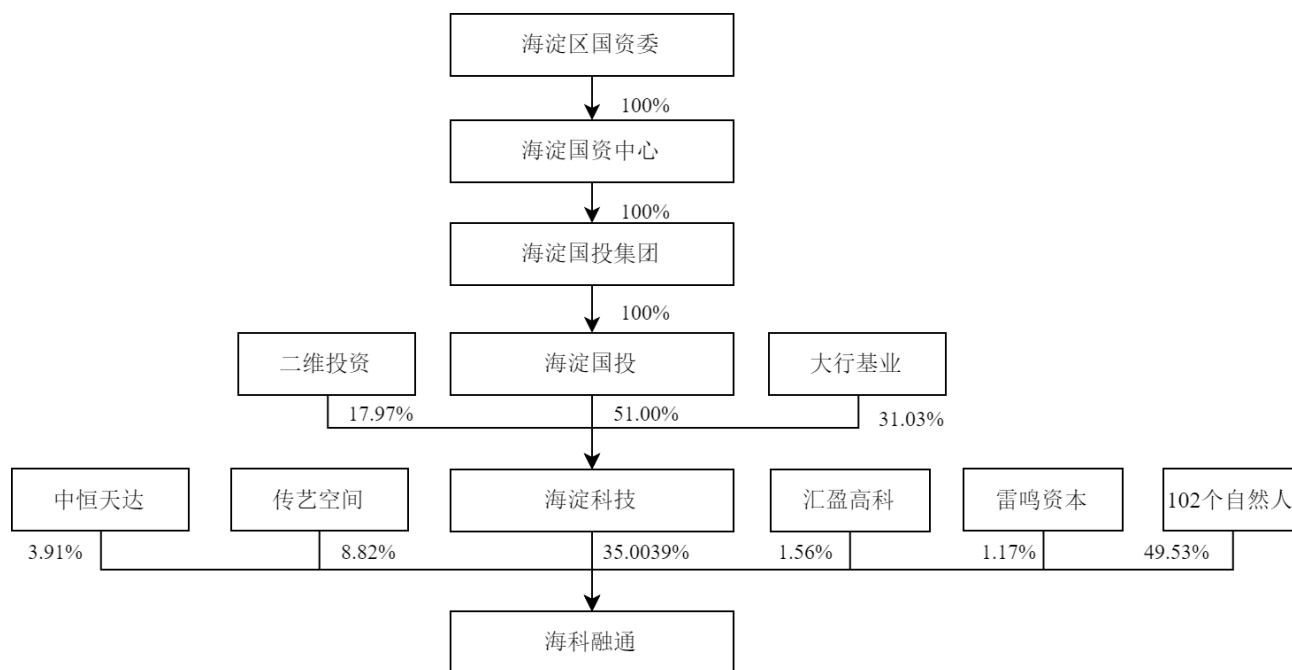 海淀区国资委
100%
海淀国资中心
100%
海淀国投集团
100%
二维投资
海淀国投
大行基业
17.97%
51.00%
31.03%
中恒天达
传艺空间
海淀科技
汇盈高科
雷鸣资本
102个自然人
3.91%
8.82%
35.0039%
1.56%
1.17%
49.53%
海科融通